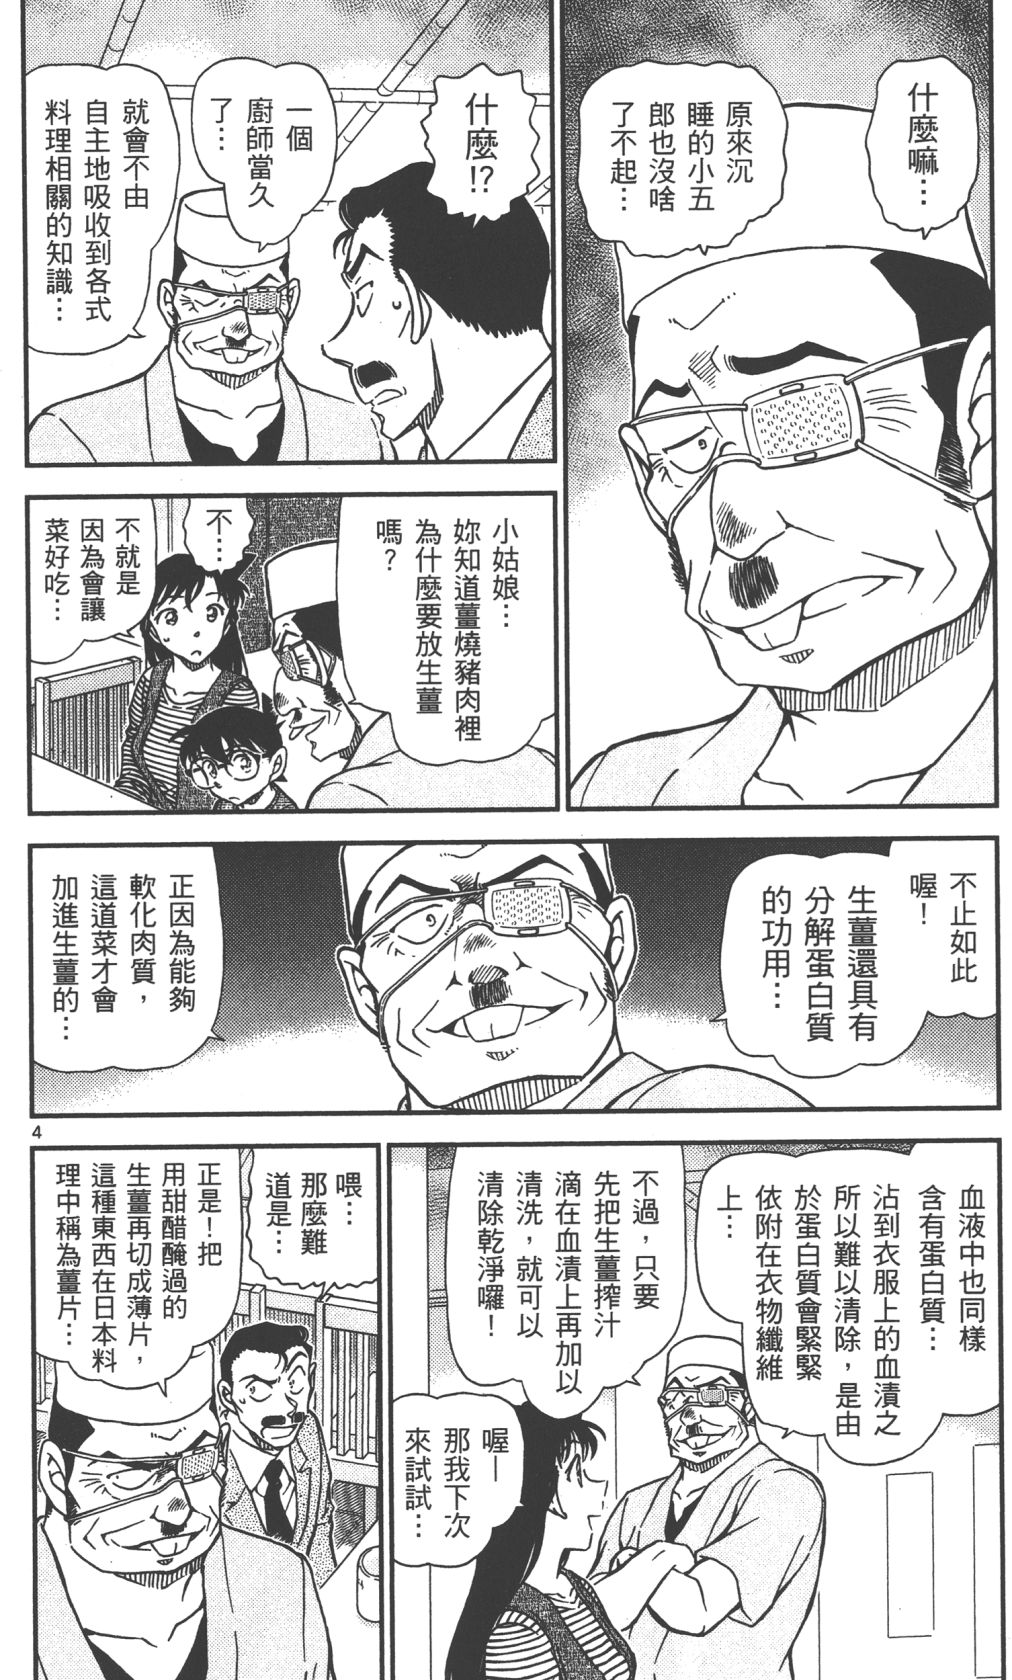 什麼嘛…
原來沉
睡的小五
郎也沒啥
了不起…
什麼!?
一個
廚師當久
了…
就會不由
自主地吸收到各式
料理相關的知識…
小姑娘…
妳知道薑燒豬肉裡
為什麼要放生薑
嗎?
不…
不就是
因為會讓
菜好吃…
不止如此
喔!
生薑還具有
分解蛋白質
的功用…
正因為能夠
軟化肉質,
這道菜才會
加進生薑的…
4
血液中也同樣
含有蛋白質…
沾到衣服上的血漬之
所以難以清除,是由
於蛋白質會緊緊
依附在衣物纖維
上…
不過,只要
先把生薑搾汁
滴在血漬上再加以
清洗,就可以
清除乾淨囉!
喔—
那我下次
來試試…
喂…
那麼難
道是…
正是!把
用甜醋醃過的
生薑再切成薄片,
這種東西在日本料
理中稱為薑片…